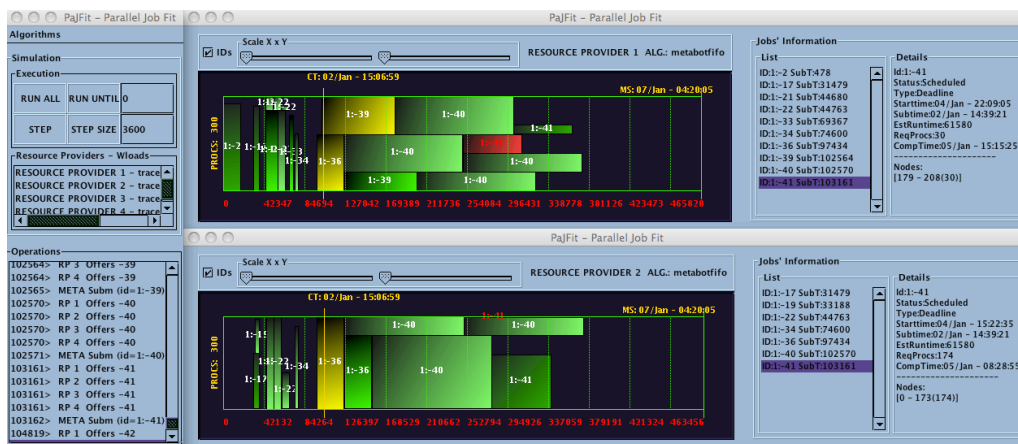 PaJFit - Parallel Job Fit
Algorithms
Simulation
Execution
RUN ALL
RUN UNTIL
0
STEP
STEP SIZE
3600
Resource Providers - Wloads
RESOURCE PROVIDER 1 - trace
RESOURCE PROVIDER 2 - trace
RESOURCE PROVIDER 3 - trace
RESOURCE PROVIDER 4 - trace
Operations
102564> RP 3 Offers -39
102564> RP 4 Offers -39
102565> META Subm (id=1:-39)
102570> RP 1 Offers -40
102570> RP 2 Offers -40
102570> RP 3 Offers -40
102570> RP 4 Offers -40
102571> META Subm (id=1:-40)
103161> RP 1 Offers -41
103161> RP 2 Offers -41
103161> RP 3 Offers -41
103161> RP 4 Offers -41
103162> META Subm (id=1:-41)
104819> RP 1 Offers -42
PaJFit - Parallel Job Fit
IDs
Scale X x Y
RESOURCE PROVIDER 1 ALG.: metabotfifo
CT: 02/Jan - 15:06:59
MS: 07/Jan - 04:20:05
PROCS: 300
1:-39
1:-40
1:-41
1:-2
1:-34
1:-36
1:-40
1:-40
1:-39
1:-40
0 42347 84694 127042 169389 211736 254084 296431 338778 381126 423473 465820
Jobs' Information
List
ID:1:-2 SubT:478
ID:1:-17 SubT:31479
ID:1:-21 SubT:44680
ID:1:-22 SubT:44763
ID:1:-33 SubT:69367
ID:1:-34 SubT:74600
ID:1:-36 SubT:97434
ID:1:-39 SubT:102564
ID:1:-40 SubT:102570
ID:1:-41 SubT:103161
Details
Id:1:-41
Status:Scheduled
Type:Deadline
Starttime:04/Jan - 22:09:05
Subtime:02/Jan - 14:39:21
EstRuntime:61580
ReqProcs:30
CompTime:05/Jan - 15:15:25
---------------------
Nodes:
[179 - 208(30)]
PaJFit - Parallel Job Fit
IDs
Scale X x Y
RESOURCE PROVIDER 2 ALG.: metabotfifo
CT: 02/Jan - 15:06:59
MS: 07/Jan - 04:20:05
PROCS: 300
1:-41
1:-40
1:-40
1:-34
1:-36
1:-36
1:-40
1:-41
1:-17
1:-22
0 42132 84264 126397 168529 210662 252794 294926 337059 379191 421324 463456
Jobs' Information
List
ID:1:-17 SubT:31479
ID:1:-19 SubT:33188
ID:1:-22 SubT:44763
ID:1:-34 SubT:74600
ID:1:-36 SubT:97434
ID:1:-40 SubT:102570
ID:1:-41 SubT:103161
Details
Id:1:-41
Status:Scheduled
Type:Deadline
Starttime:04/Jan - 15:22:35
Subtime:02/Jan - 14:39:21
EstRuntime:61580
ReqProcs:174
CompTime:05/Jan - 08:28:55
---------------------
Nodes:
[0 - 173(174)]